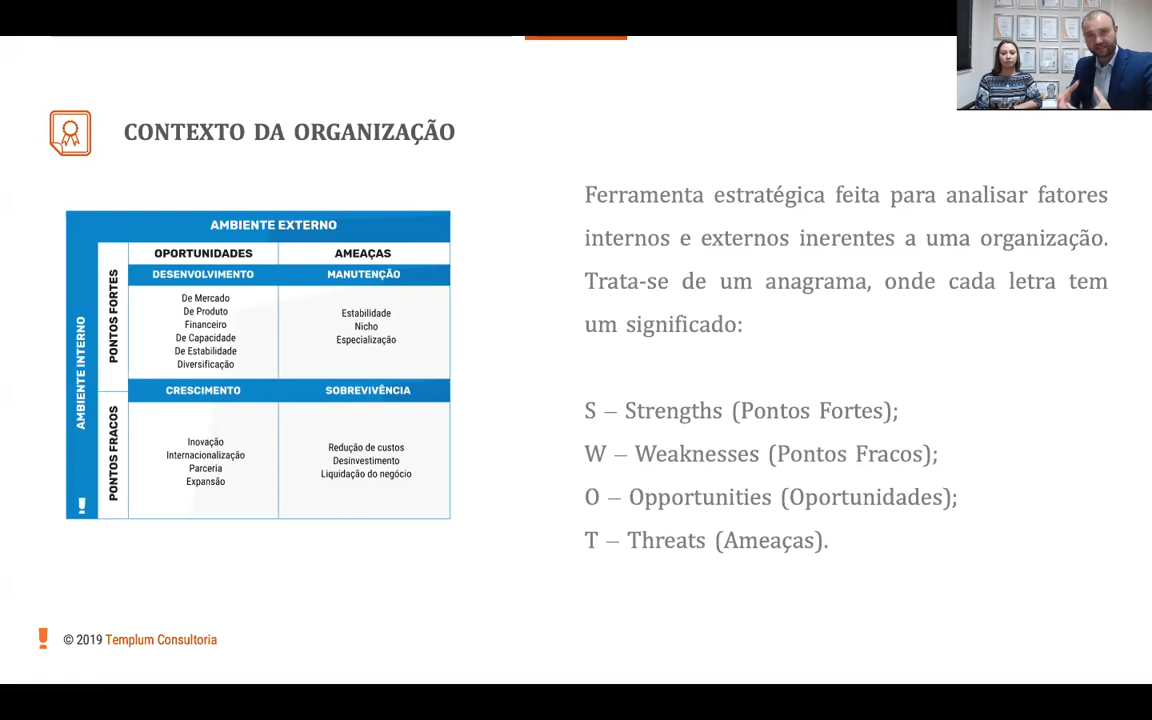 CONTEXTO DA ORGANIZAÇÃO
AMBIENTE EXTERNO
AMBIENTE INTERNO
OPORTUNIDADES
AMEAÇAS
PONTOS FORTES
DESENVOLVIMENTO
De Mercado
De Produto
Financeiro
De Capacidade
De Estabilidade
Diversificação
MANUTENÇÃO
Estabilidade
Nicho
Especialização
PONTOS FRACOS
CRESCIMENTO
Inovação
Internacionalização
Parceria
Expansão
SOBREVIVÊNCIA
Redução de custos
Desinvestimento
Liquidação do negócio
Ferramenta estratégica feita para analisar fatores
internos e externos inerentes a uma organização.
Trata-se de um anagrama, onde cada letra tem
um significado:
S – Strengths (Pontos Fortes);
W – Weaknesses (Pontos Fracos);
O – Opportunities (Oportunidades);
T – Threats (Ameaças).
© 2019 Templum Consultoria